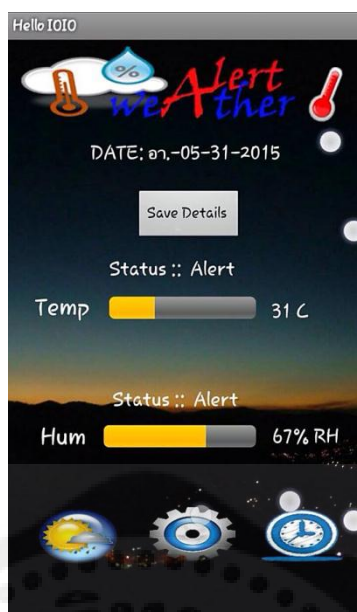 Hello IOIO
%
Alert
weAther
DATE: อา.-05-31-2015
Save Details
Status :: Alert
Temp 31 C
Status :: Alert
Hum 67% RH